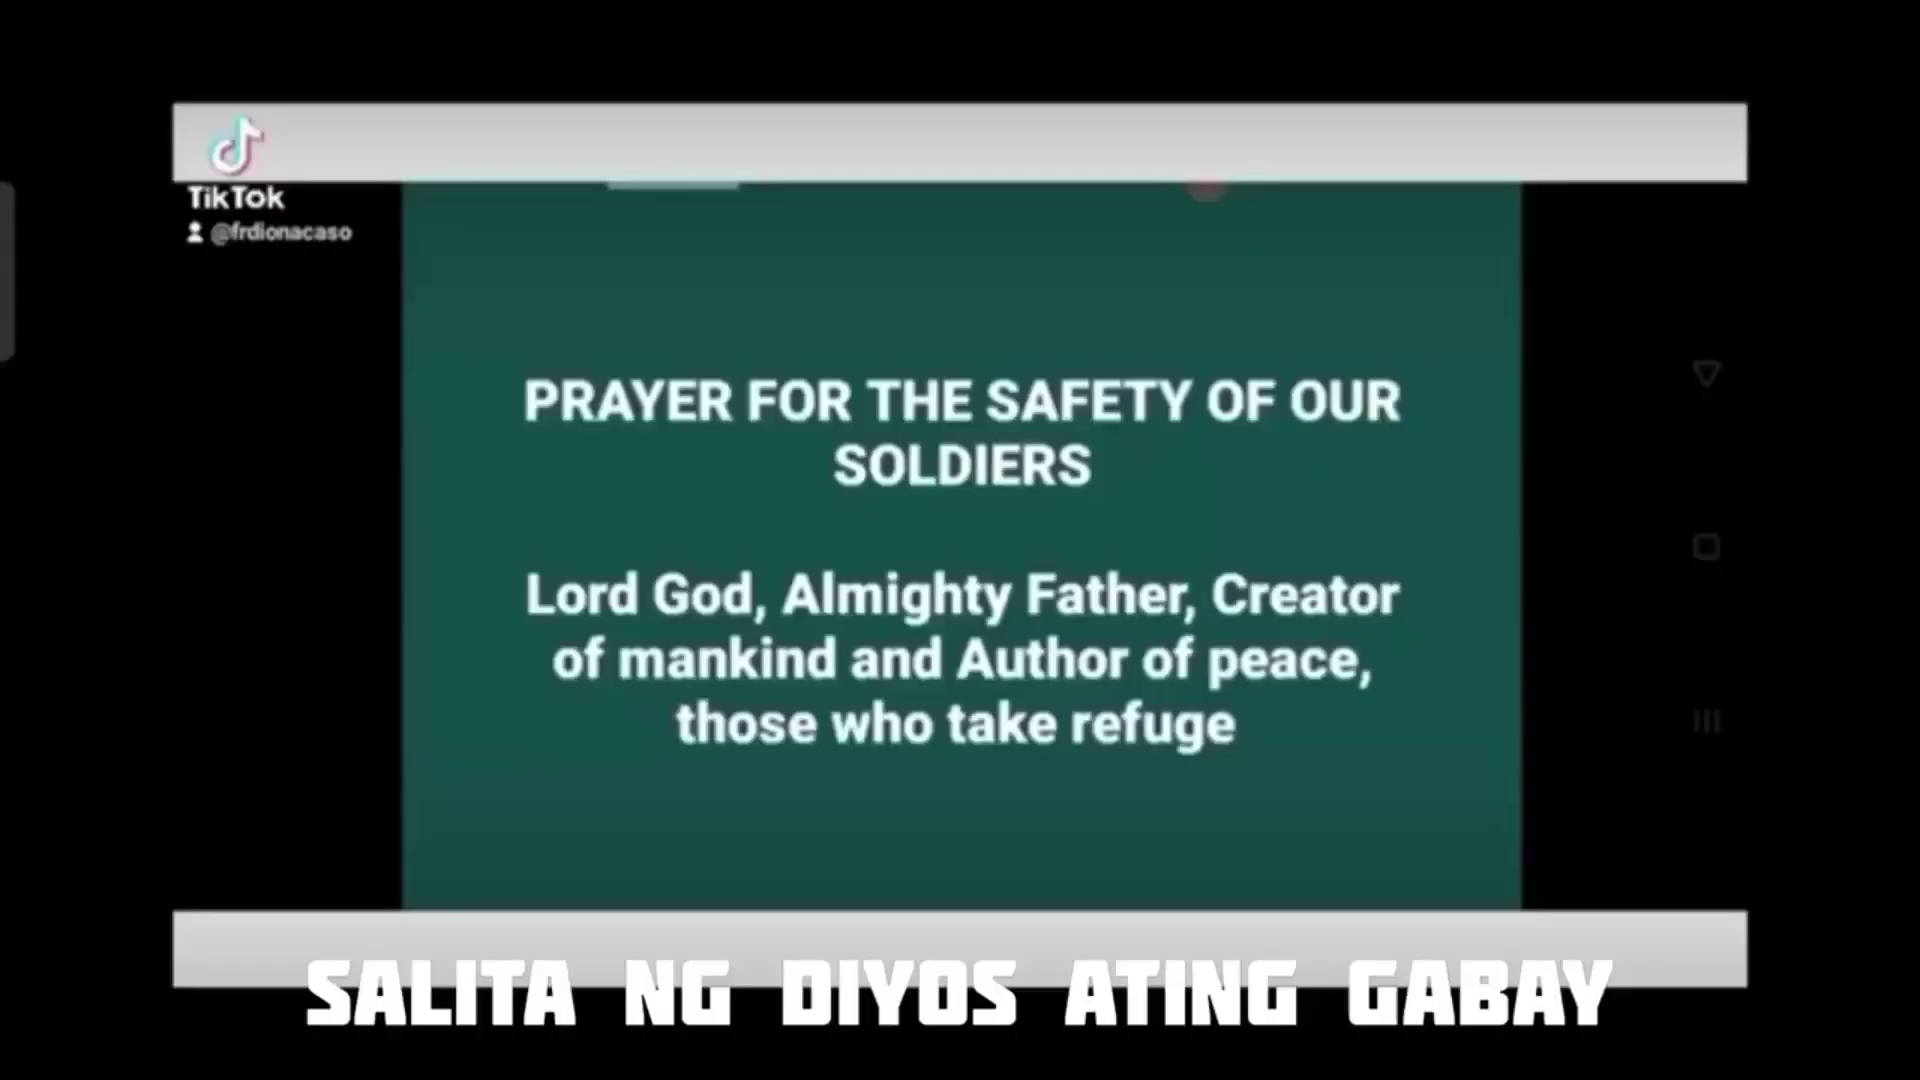 TikTok
@frdionacaso
PRAYER FOR THE SAFETY OF OUR
SOLDIERS
Lord God, Almighty Father, Creator
of mankind and Author of peace,
those who take refuge
SALITA NG DIYOS ATING GABAY